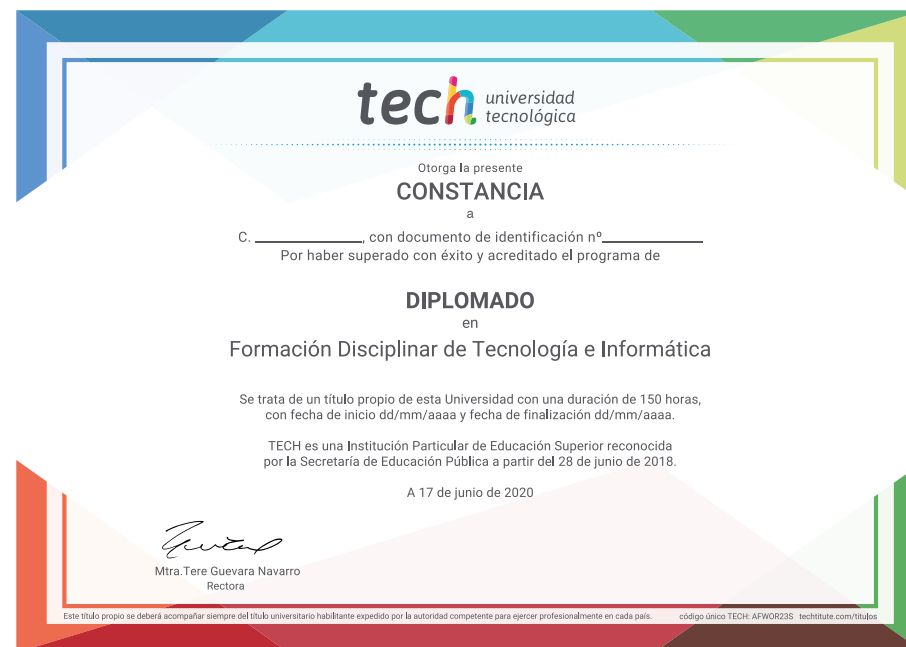 tech universidad
tecnológica
Otorga la presente
CONSTANCIA
a
C. ____________, con documento de identificación nº____________
Por haber superado con éxito y acreditado el programa de
DIPLOMADO
en
Formación Disciplinar de Tecnología e Informática
Se trata de un título propio de esta Universidad con una duración de 150 horas,
con fecha de inicio dd/mm/aaaa y fecha de finalización dd/mm/aaaa.
TECH es una Institución Particular de Educación Superior reconocida
por la Secretaría de Educación Pública a partir del 28 de junio de 2018.
A 17 de junio de 2020
Mtra.Tere Guevara Navarro
Rectora
Este título propio se deberá acompañar siempre del título universitario habilitante expedido por la autoridad competente para ejercer profesionalmente en cada país. código único TECH: AFWOR23S techtitute.com/titulos